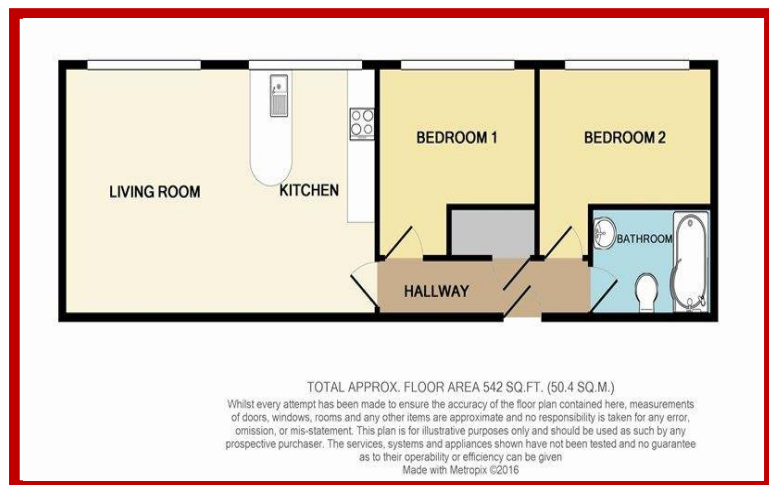 LIVING ROOM
KITCHEN
BEDROOM 1
BEDROOM 2
BATHROOM
HALLWAY
TOTAL APPROX. FLOOR AREA 542 SQ.FT. (50.4 SQ.M.)
Whilst every attempt has been made to ensure the accuracy of the floor plan contained here, measurements
of doors, windows, rooms and any other items are approximate and no responsibility is taken for any error,
omission, or mis-statement. This plan is for illustrative purposes only and should be used as such by any
prospective purchaser. The services, systems and appliances shown have not been tested and no guarantee
as to their operability or efficiency can be given
Made with Metropix ©2016